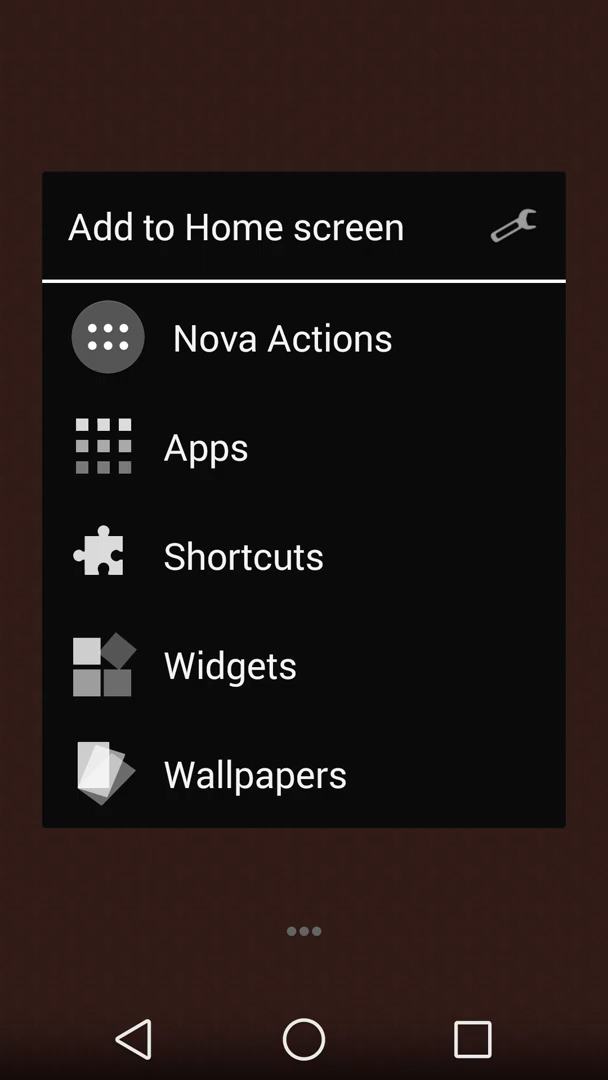 Add to Home screen
Nova Actions
Apps
Shortcuts
Widgets
Wallpapers